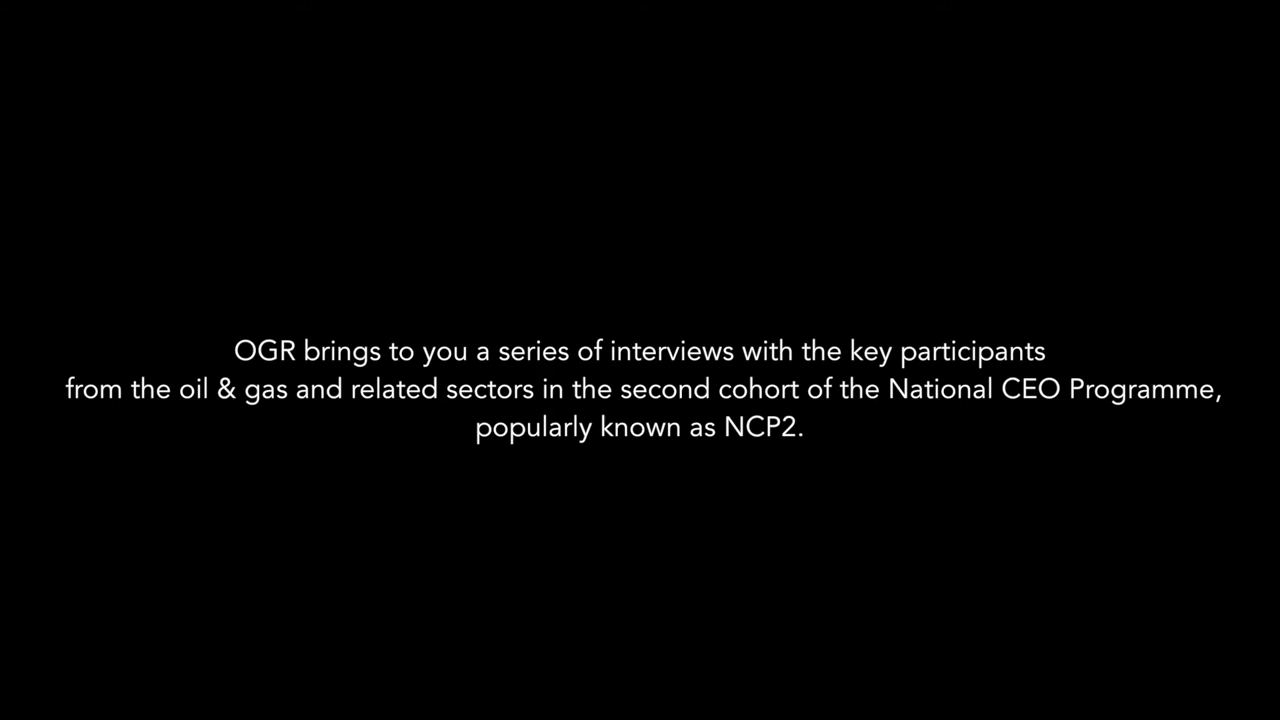 OGR brings to you a series of interviews with the key participants
from the oil & gas and related sectors in the second cohort of the National CEO Programme,
popularly known as NCP2.